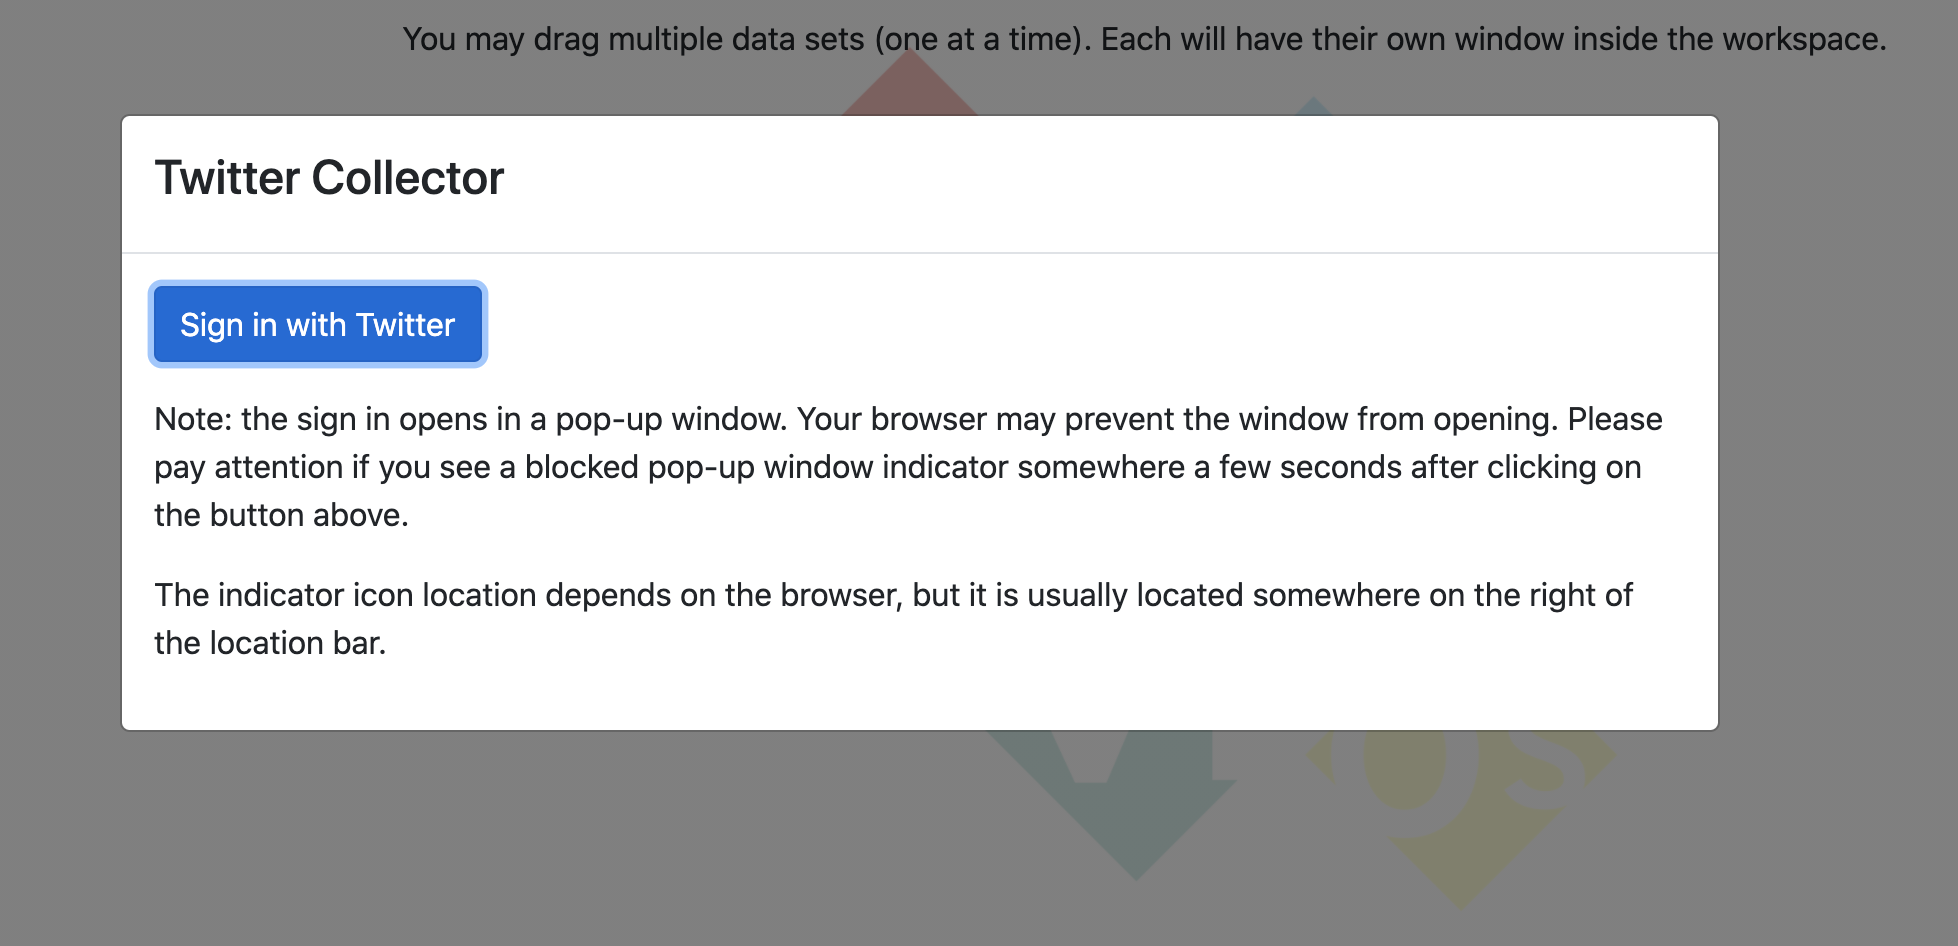 You may drag multiple data sets (one at a time). Each will have their own window inside the workspace.
Twitter Collector
Sign in with Twitter
Note: the sign in opens in a pop-up window. Your browser may prevent the window from opening. Please
pay attention if you see a blocked pop-up window indicator somewhere a few seconds after clicking on
the button above.
The indicator icon location depends on the browser, but it is usually located somewhere on the right of
the location bar.